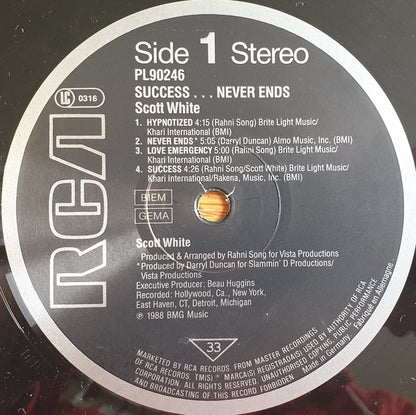 Side 1 Stereo
PL90246
LC 0316
SUCCESS . . . NEVER ENDS
Scott White
1. HYPNOTIZED 4:15 (Rahni Song) Brite Light Music/
Khari International (BMI)
2. NEVER ENDS* 5:05 (Darryl Duncan) Almo Music, Inc. (BMI)
3. LOVE EMERGENCY 5:00 (Rahni Song) Brite Light Music/
Khari International (BMI)
4. SUCCESS 4:26 (Rahni Song/Scott White) Brite Light Music/
Khari International/Rakena, Music, Inc. (BMI)
BIEM
GEMA
RCA
Scott White
Produced & Arranged by Rahni Song for Vista Productions
*Produced by Darryl Duncan for Slammin' D Productions/
Vista Productions
Executive Producer: Beau Huggins
Recorded: Hollywood, Ca., New York,
East Haven, CT, Detroit, Michigan
℗ 1988 BMG Music
33
MARKETED BY RCA RECORDS FROM MASTER RECORDINGS
OF RCA RECORDS TM(S) ® MARCA(S) REGISTRADA(S) USED BY AUTHORITY OF RCA
CORPORATION. ALL RIGHTS RESERVED. UNAUTHORISED COPYING, PUBLIC PERFORMANCE
AND BROADCASTING OF THIS RECORD FORBIDDEN
Made in Germany. Fabriqué en Allemagne.